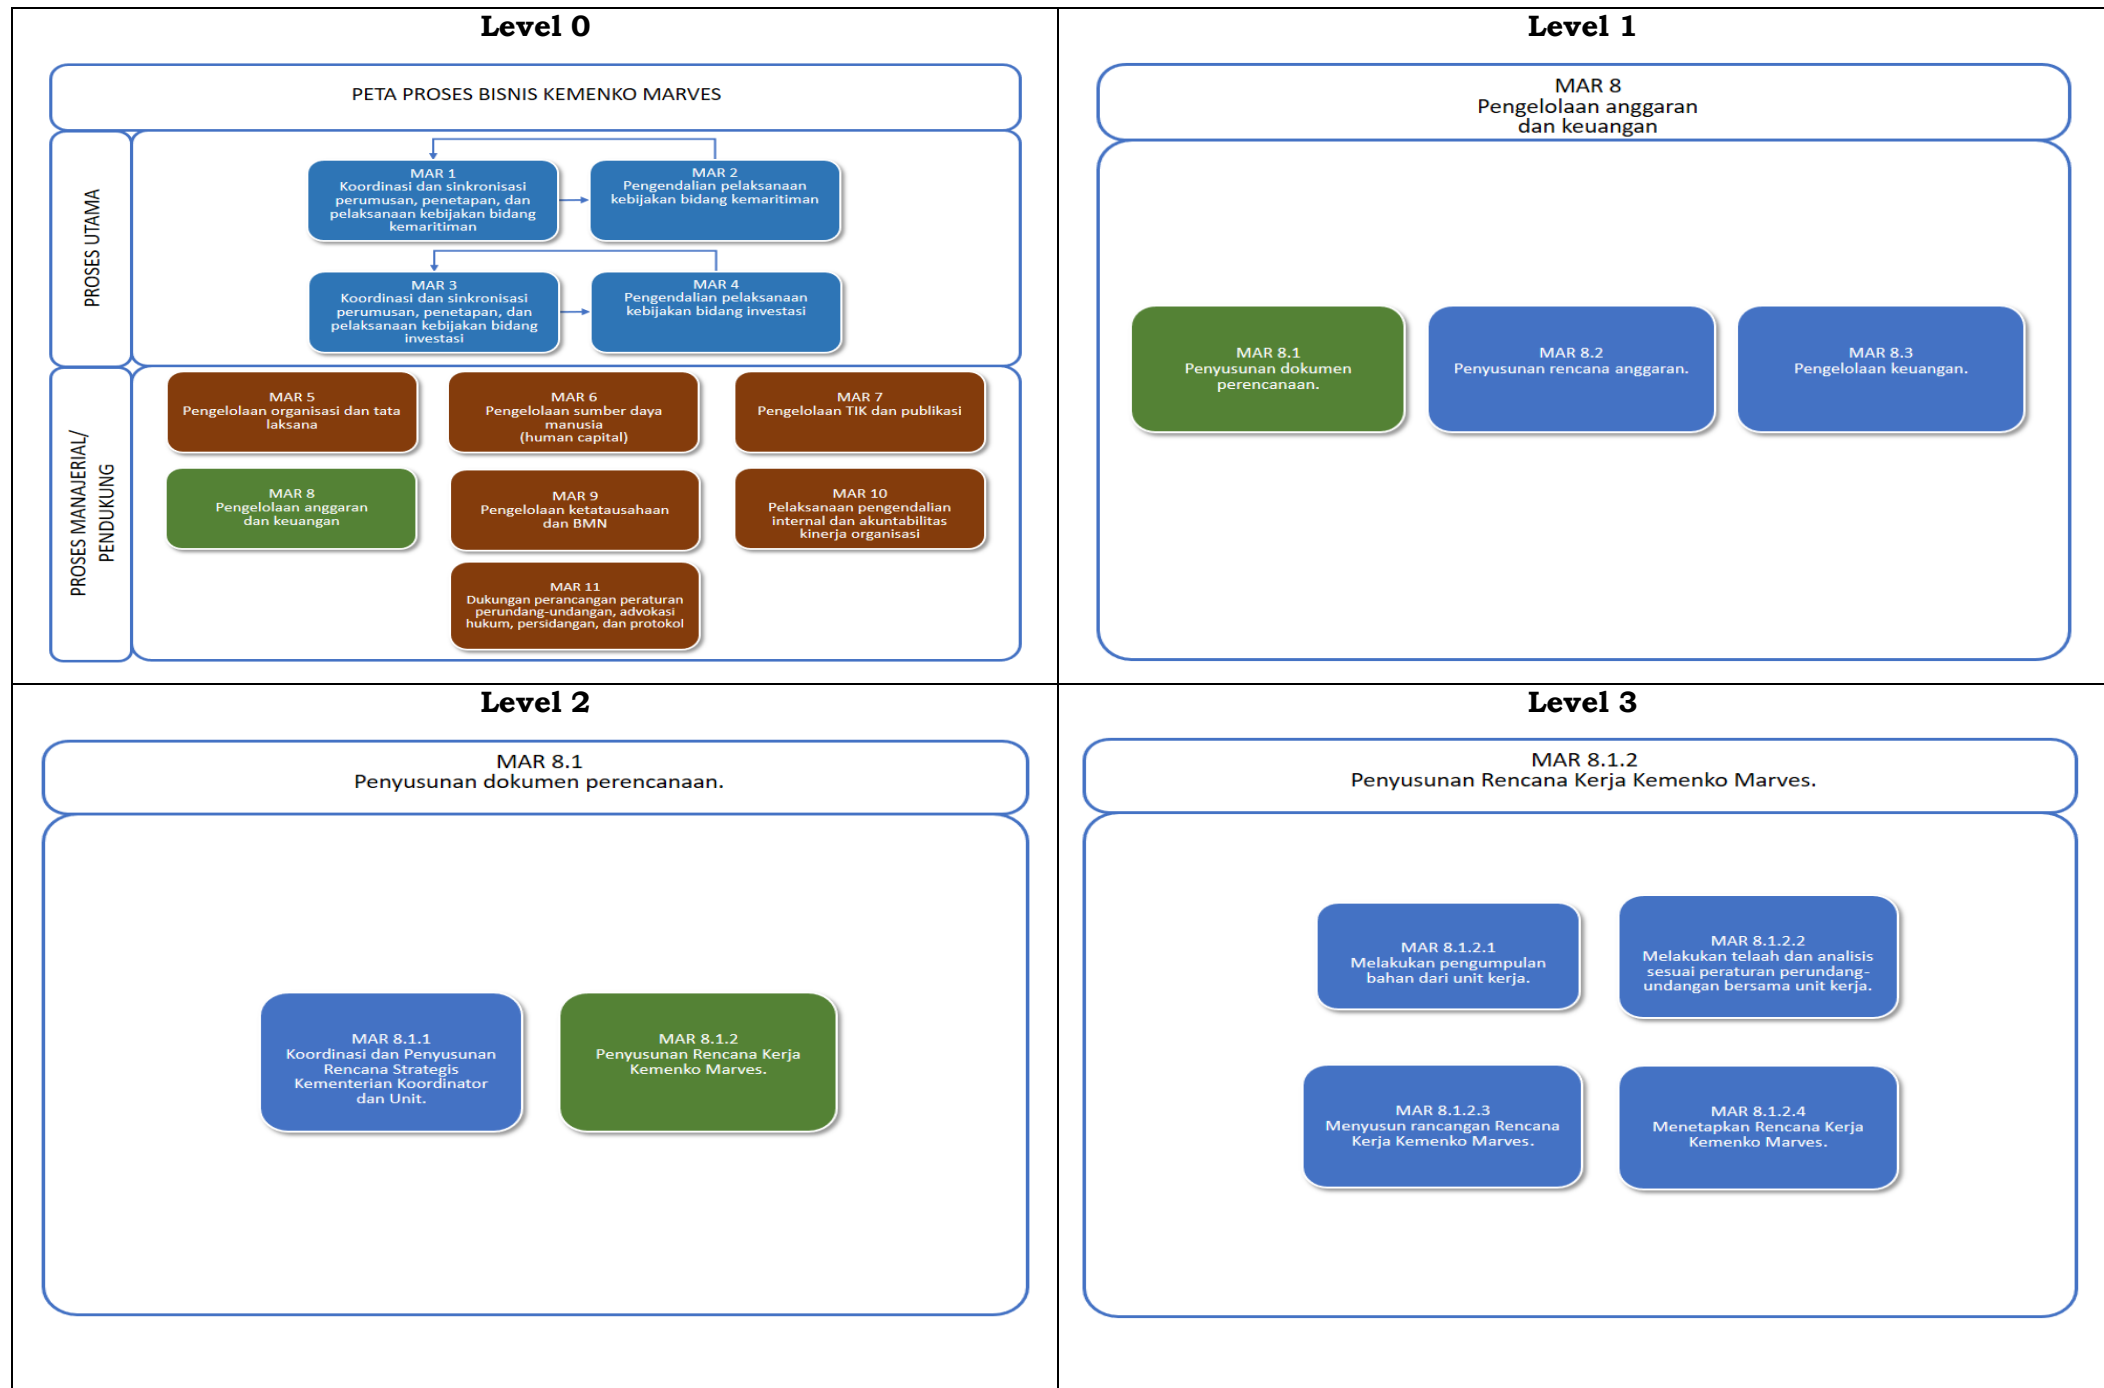 Level 0
PETA PROSES BISNIS KEMENKO MARVES
PROSES UTAMA
MAR 1
Koordinasi dan sinkronisasi
perumusan, penetapan, dan
pelaksanaan kebijakan bidang
kemaritiman
MAR 2
Pengendalian pelaksanaan
kebijakan bidang kemaritiman
MAR 3
Koordinasi dan sinkronisasi
perumusan, penetapan, dan
pelaksanaan kebijakan bidang
investasi
MAR 4
Pengendalian pelaksanaan
kebijakan bidang investasi
PROSES MANAJERIAL/
PENDUKUNG
MAR 5
Pengelolaan organisasi dan tata
laksana
MAR 6
Pengelolaan sumber daya
manusia
(human capital)
MAR 7
Pengelolaan TIK dan publikasi
MAR 8
Pengelolaan anggaran
dan keuangan
MAR 9
Pengelolaan ketatausahaan
dan BMN
MAR 10
Pelaksanaan pengendalian
internal dan akuntabilitas
kinerja organisasi
MAR 11
Dukungan perancangan peraturan
perundang-undangan, advokasi
hukum, persidangan, dan protokol
Level 1
MAR 8
Pengelolaan anggaran
dan keuangan
MAR 8.1
Penyusunan dokumen
perencanaan.
MAR 8.2
Penyusunan rencana anggaran.
MAR 8.3
Pengelolaan keuangan.
Level 2
MAR 8.1
Penyusunan dokumen perencanaan.
MAR 8.1.1
Koordinasi dan Penyusunan
Rencana Strategis
Kementerian Koordinator
dan Unit.
MAR 8.1.2
Penyusunan Rencana Kerja
Kemenko Marves.
Level 3
MAR 8.1.2
Penyusunan Rencana Kerja Kemenko Marves.
MAR 8.1.2.1
Melakukan pengumpulan
bahan dari unit kerja.
MAR 8.1.2.2
Melakukan telaah dan analisis
sesuai peraturan perundang-
undangan bersama unit kerja.
MAR 8.1.2.3
Menyusun rancangan Rencana
Kerja Kemenko Marves.
MAR 8.1.2.4
Menetapkan Rencana Kerja
Kemenko Marves.